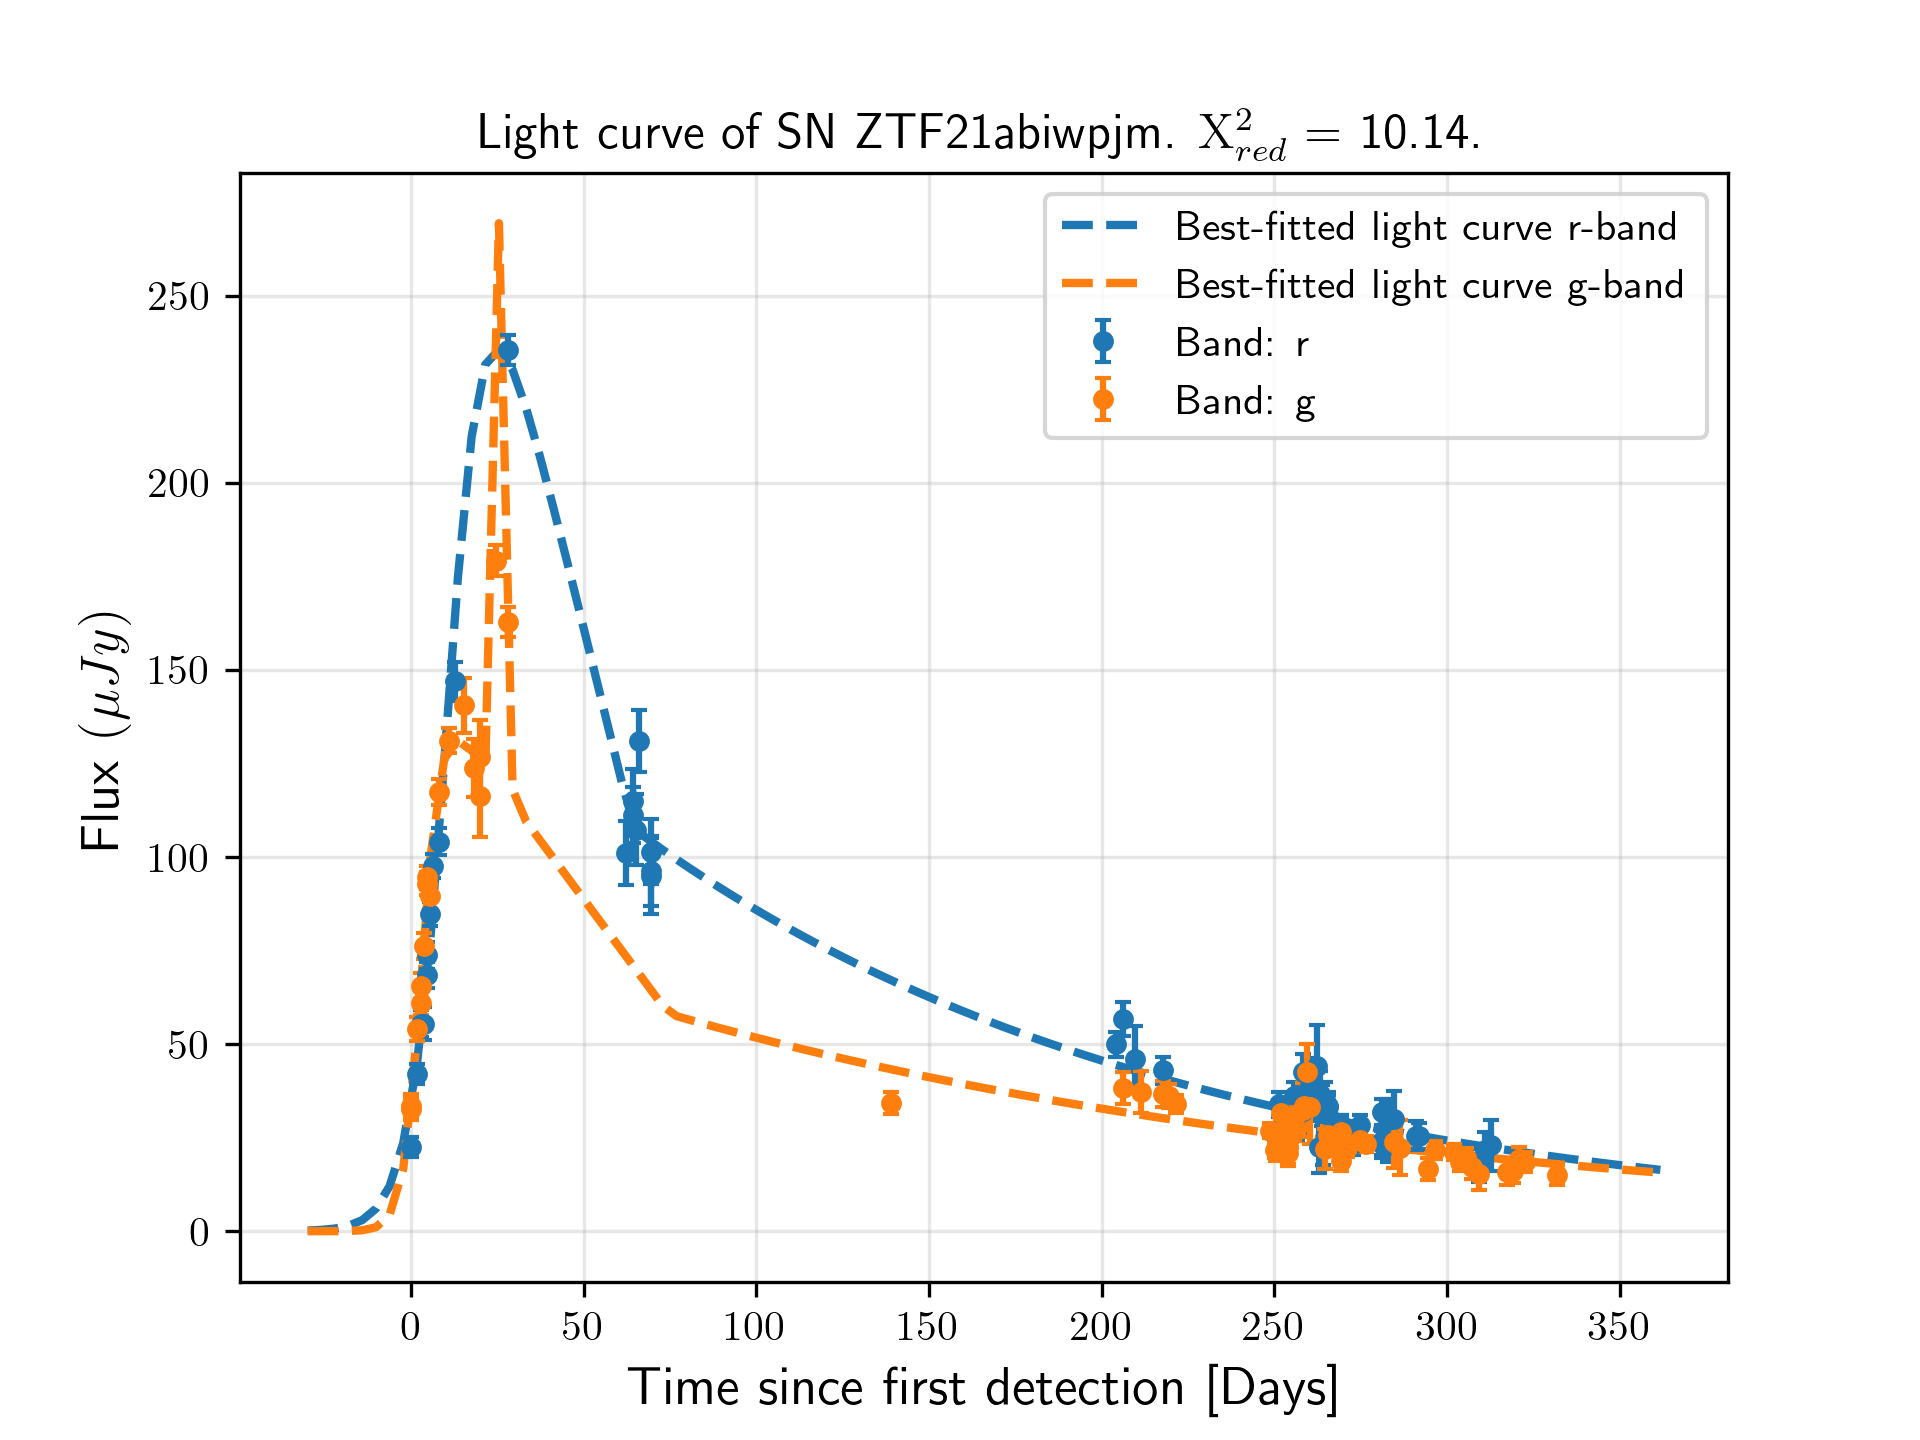 Light curve of SN ZTF21abiwpjm. X²_red = 10.14.
Best-fitted light curve r-band
Best-fitted light curve g-band
Band: r
Band: g
Flux (μJy)
250
200
150
100
50
0
0 50 100 150 200 250 300 350
Time since first detection [Days]